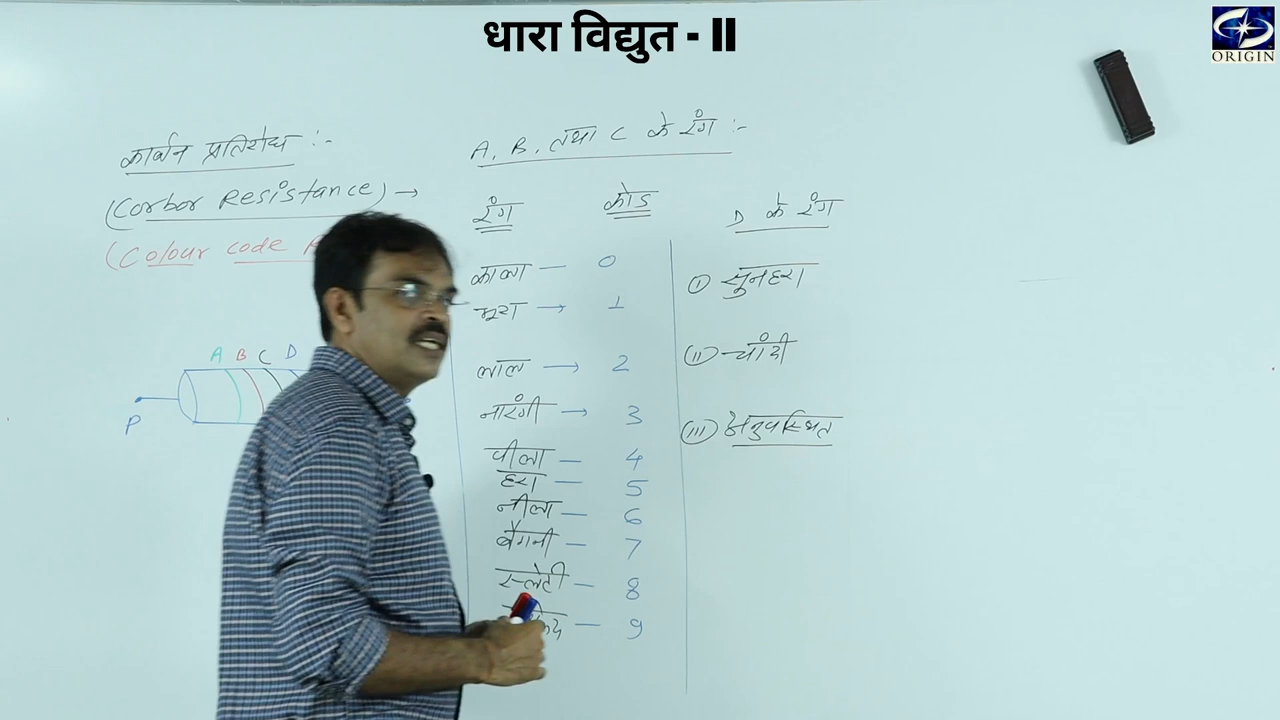 धारा विद्युत - II
ORIGIN
कार्बन प्रतिरोध :-
(Corbor Resistance) →
(Colour code
A B C D
P
A, B, तथा C के रंग :-
रंग कोड
काला — 0
भूरा → 1
लाल → 2
नारंगी → 3
पीला — 4
हरा — 5
नीला — 6
बैगनी — 7
स्लेटी — 8
— 9
D के रंग
(I) सुनहरा
(II) चांदी
(III) अनुपस्थित